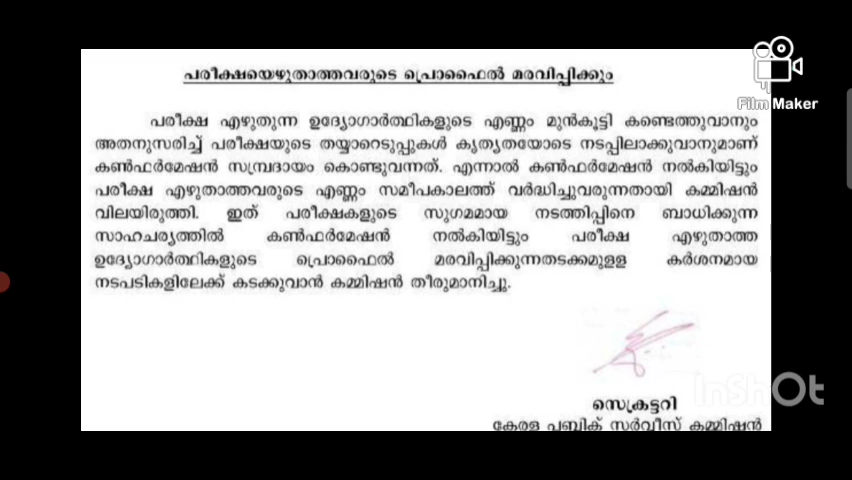 പരീക്ഷയെഴുതാത്തവരുടെ പ്രൊഫൈൽ മരവിപ്പിക്കും
Film Maker
പരീക്ഷ എഴുതുന്ന ഉദ്യോഗാർത്ഥികളുടെ എണ്ണം മുൻകൂട്ടി കണ്ടെത്തുവാനും
അതനുസരിച്ച് പരീക്ഷയുടെ തയ്യാറെടുപ്പുകൾ കൃത്യതയോടെ നടപ്പിലാക്കുവാനുമാണ്
കൺഫർമേഷൻ സമ്പ്രദായം കൊണ്ടുവന്നത്. എന്നാൽ കൺഫർമേഷൻ നൽകിയിട്ടും
പരീക്ഷ എഴുതാത്തവരുടെ എണ്ണം സമീപകാലത്ത് വർദ്ധിച്ചുവരുന്നതായി കമ്മിഷൻ
വിലയിരുത്തി. ഇത് പരീക്ഷകളുടെ സുഗമമായ നടത്തിപ്പിനെ ബാധിക്കുന്ന
സാഹചര്യത്തിൽ കൺഫർമേഷൻ നൽകിയിട്ടും പരീക്ഷ എഴുതാത്ത
ഉദ്യോഗാർത്ഥികളുടെ പ്രൊഫൈൽ മരവിപ്പിക്കുന്നതടക്കമുളള കർശനമായ
നടപടികളിലേക്ക് കടക്കുവാൻ കമ്മിഷൻ തീരുമാനിച്ചു.
InShOt
സെക്രട്ടറി
കേരള പബ്ലിക് സർവീസ് കമ്മിഷൻ